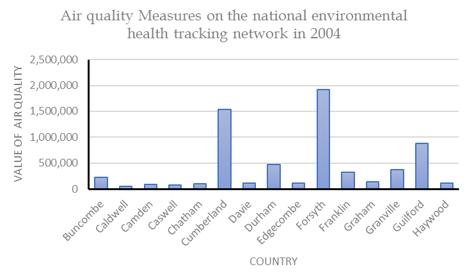 Air quality Measures on the national environmental
health tracking network in 2004
VALUE OF AIR QUALITY
2,500,000
2,000,000
1,500,000
1,000,000
500,000
0
Buncombe
Caldwell
Camden
Caswell
Chatham
Cumberland
Davie
Durham
Edgecombe
Forsyth
Franklin
Graham
Granville
Guilford
Haywood
COUNTRY